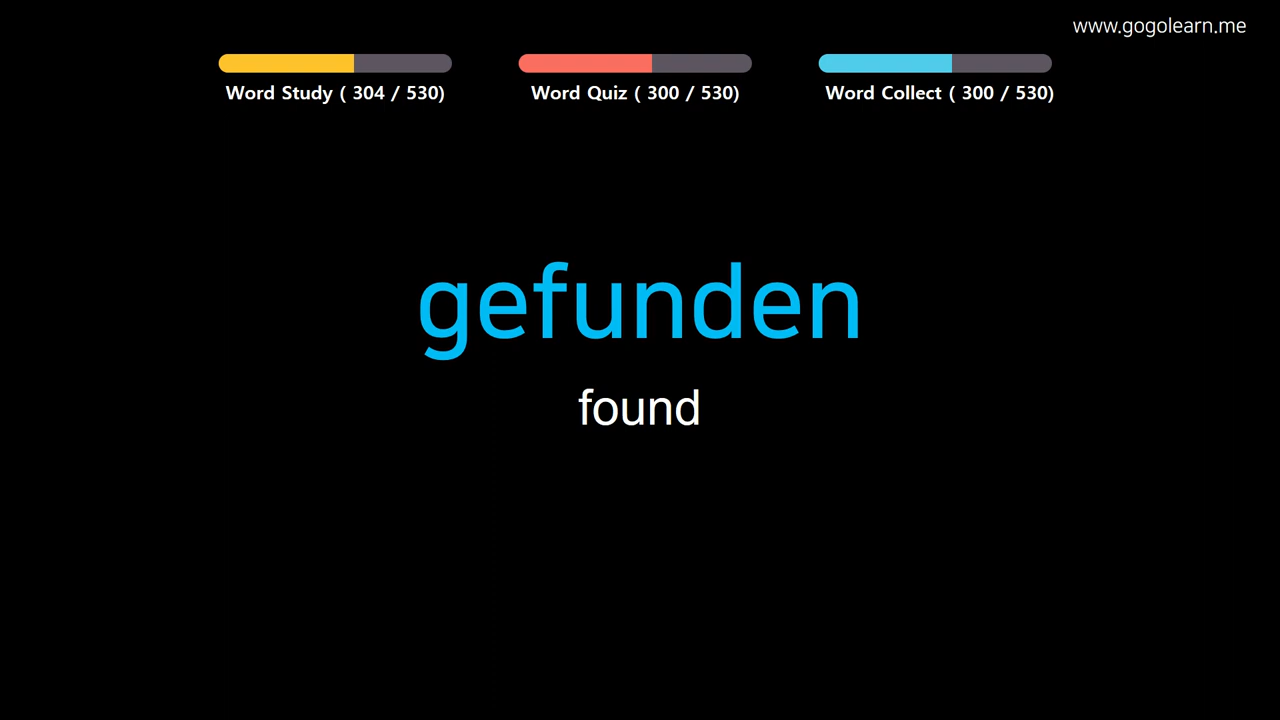 www.gogolearn.me
Word Study ( 304 / 530)
Word Quiz ( 300 / 530)
Word Collect ( 300 / 530)
gefunden
found